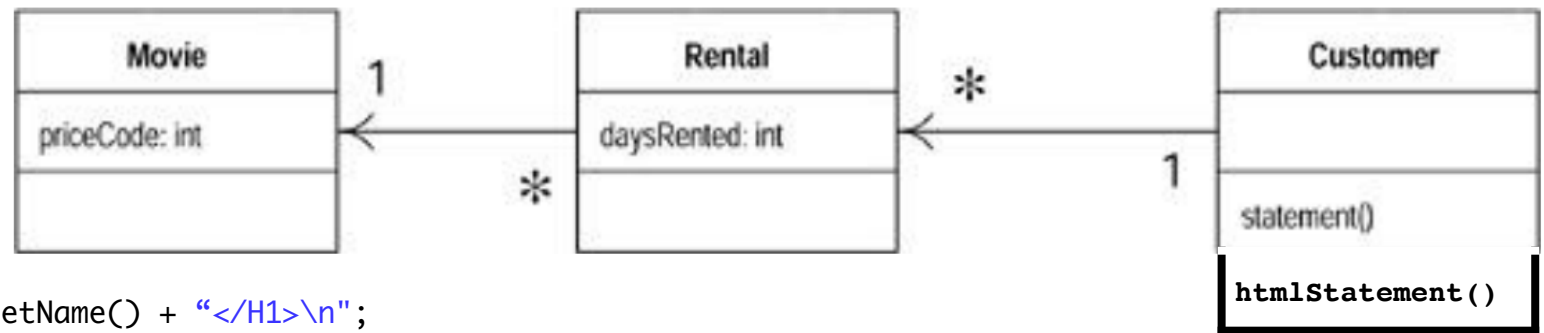 Movie
priceCode: int
1
*
Rental
daysRented: int
*
1
Customer
statement()
htmlStatement()
etName() + “</H1>\n";